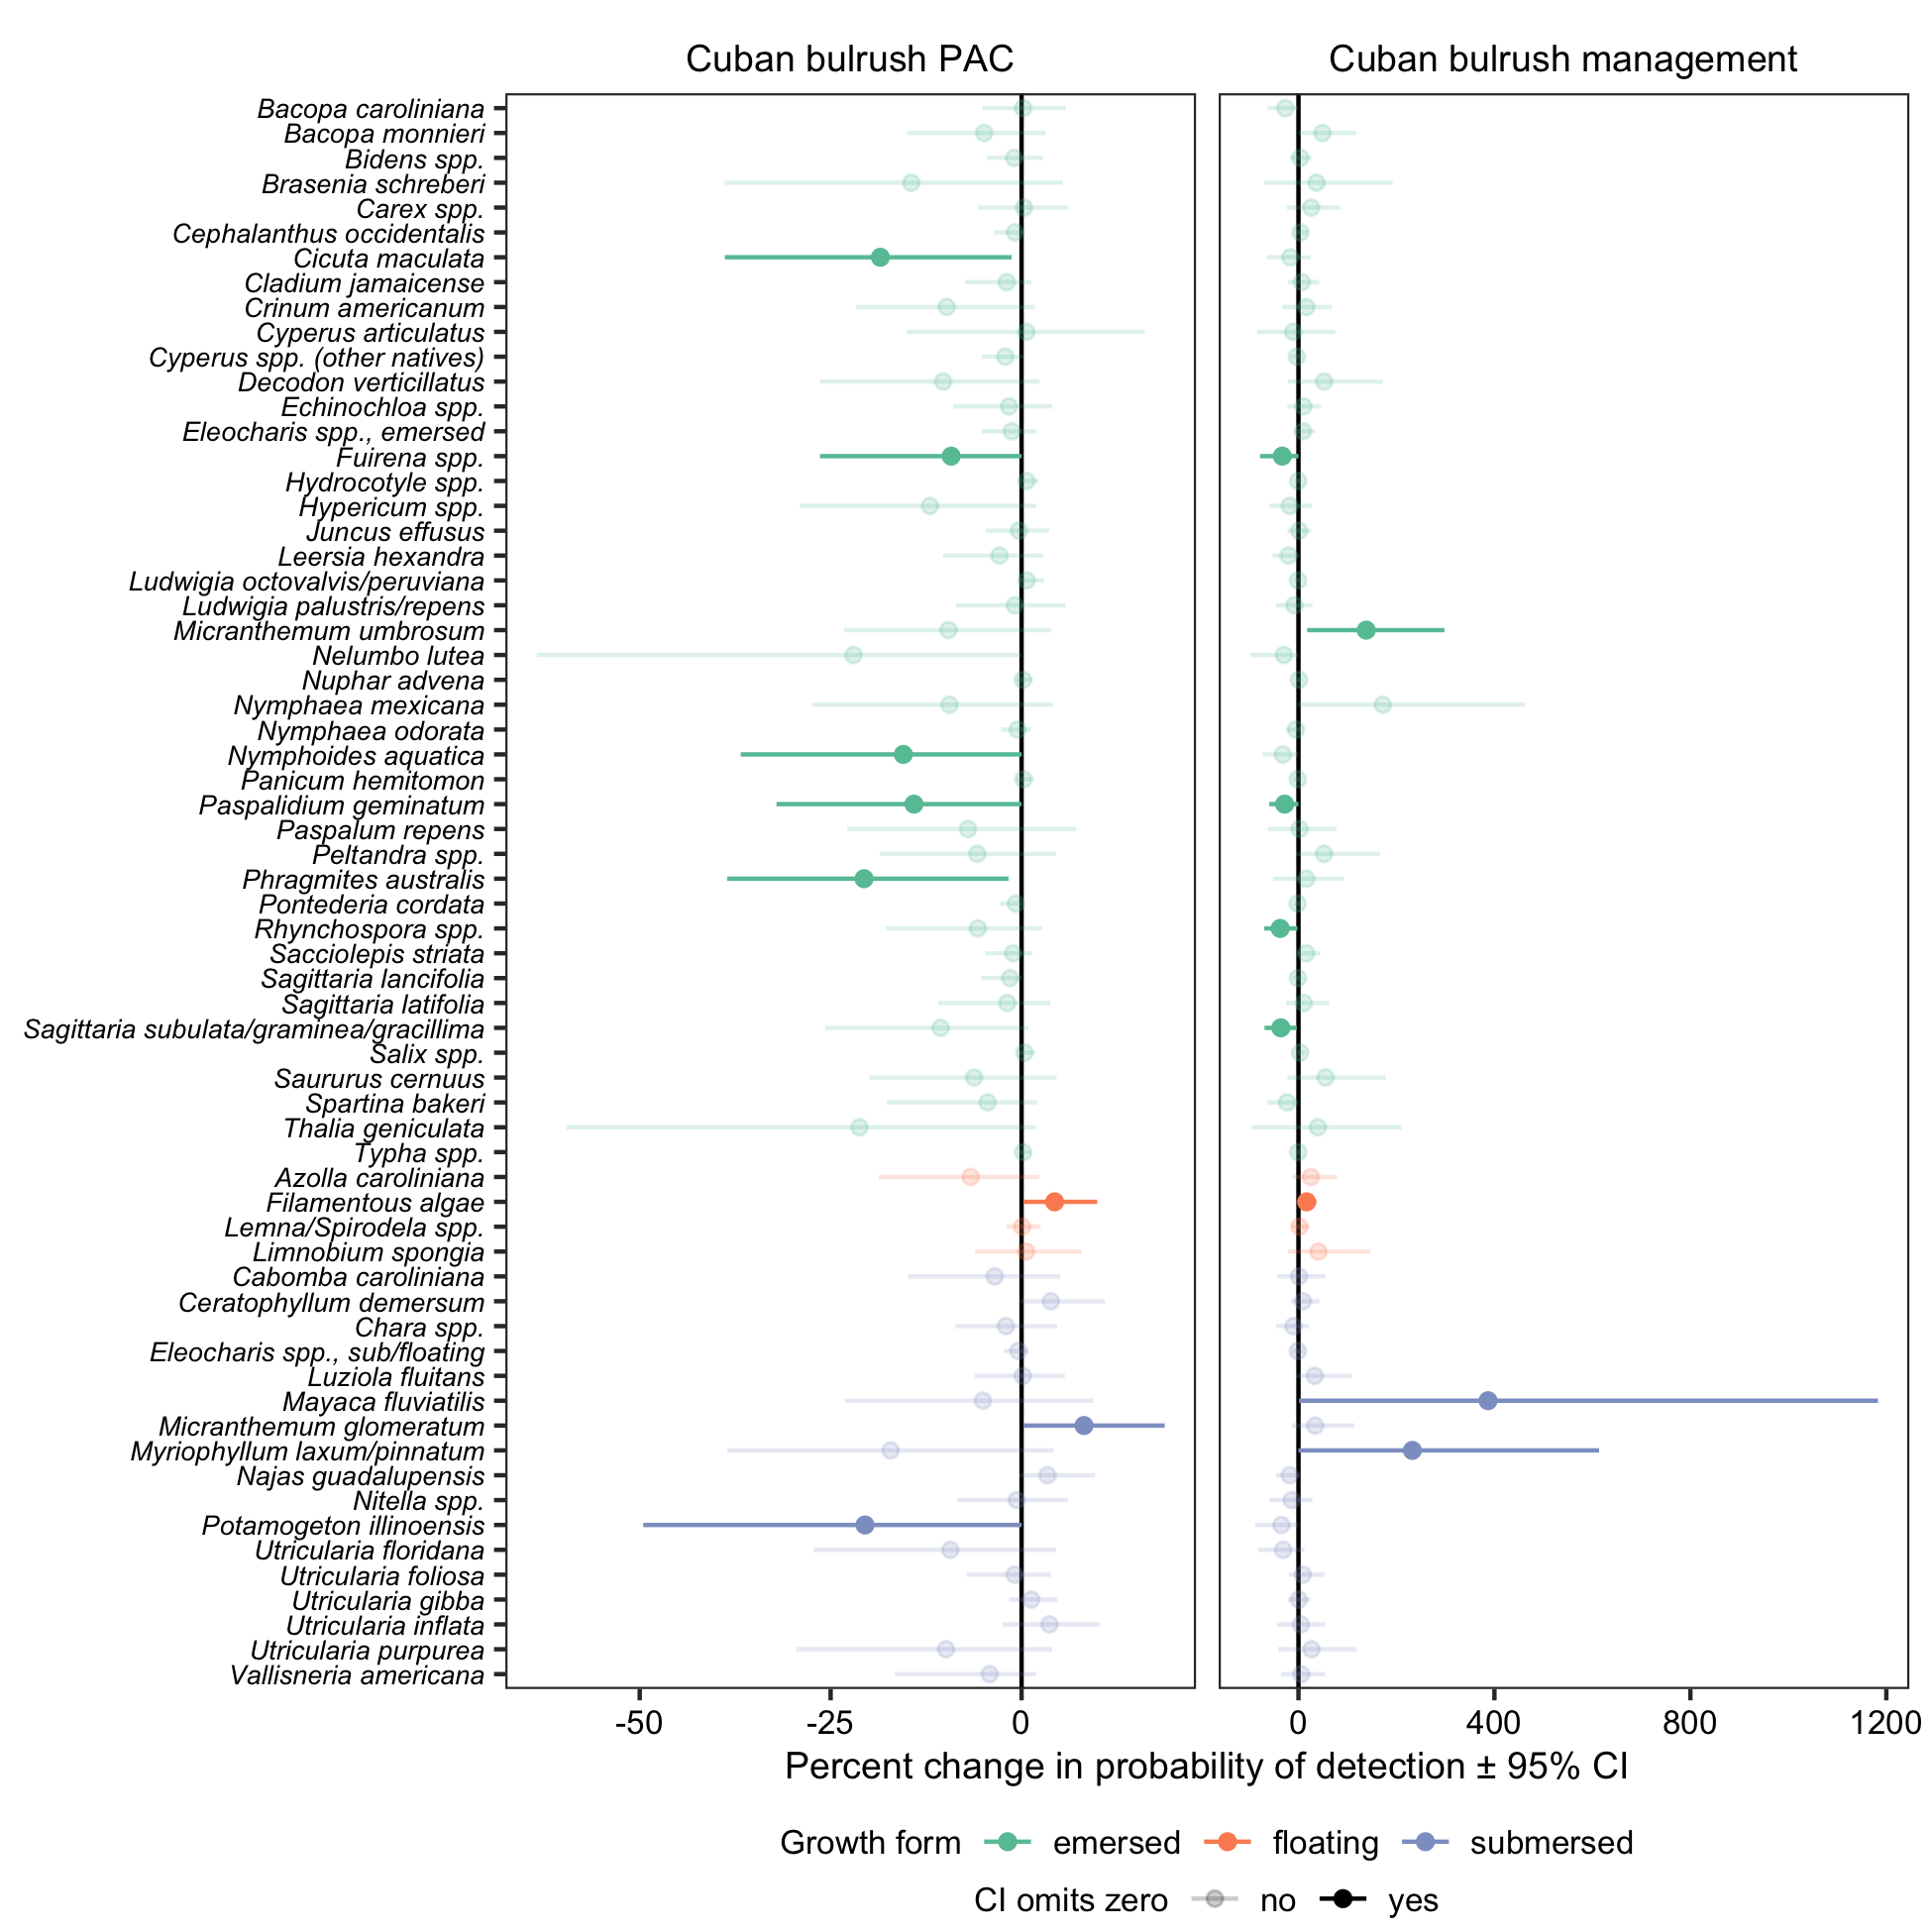 Cuban bulrush PAC
Cuban bulrush management
Bacopa caroliniana
Bacopa monnieri
Bidens spp.
Brasenia schreberi
Carex spp.
Cephalanthus occidentalis
Cicuta maculata
Cladium jamaicense
Crinum americanum
Cyperus articulatus
Cyperus spp. (other natives)
Decodon verticillatus
Echinochloa spp.
Eleocharis spp., emersed
Fuirena spp.
Hydrocotyle spp.
Hypericum spp.
Juncus effusus
Leersia hexandra
Ludwigia octovalvis/peruviana
Ludwigia palustris/repens
Micranthemum umbrosum
Nelumbo lutea
Nuphar advena
Nymphaea mexicana
Nymphaea odorata
Nymphoides aquatica
Panicum hemitomon
Paspalidium geminatum
Paspalum repens
Peltandra spp.
Phragmites australis
Pontederia cordata
Rhynchospora spp.
Sacciolepis striata
Sagittaria lancifolia
Sagittaria latifolia
Sagittaria subulata/graminea/gracillima
Salix spp.
Saururus cernuus
Spartina bakeri
Thalia geniculata
Typha spp.
Azolla caroliniana
Filamentous algae
Lemna/Spirodela spp.
Limnobium spongia
Cabomba caroliniana
Ceratophyllum demersum
Chara spp.
Eleocharis spp., sub/floating
Luziola fluitans
Mayaca fluviatilis
Micranthemum glomeratum
Myriophyllum laxum/pinnatum
Najas guadalupensis
Nitella spp.
Potamogeton illinoensis
Utricularia floridana
Utricularia foliosa
Utricularia gibba
Utricularia inflata
Utricularia purpurea
Vallisneria americana
-50 -25 0 0 400 800 1200
Percent change in probability of detection ± 95% CI
Growth form emersed floating submersed
CI omits zero no yes